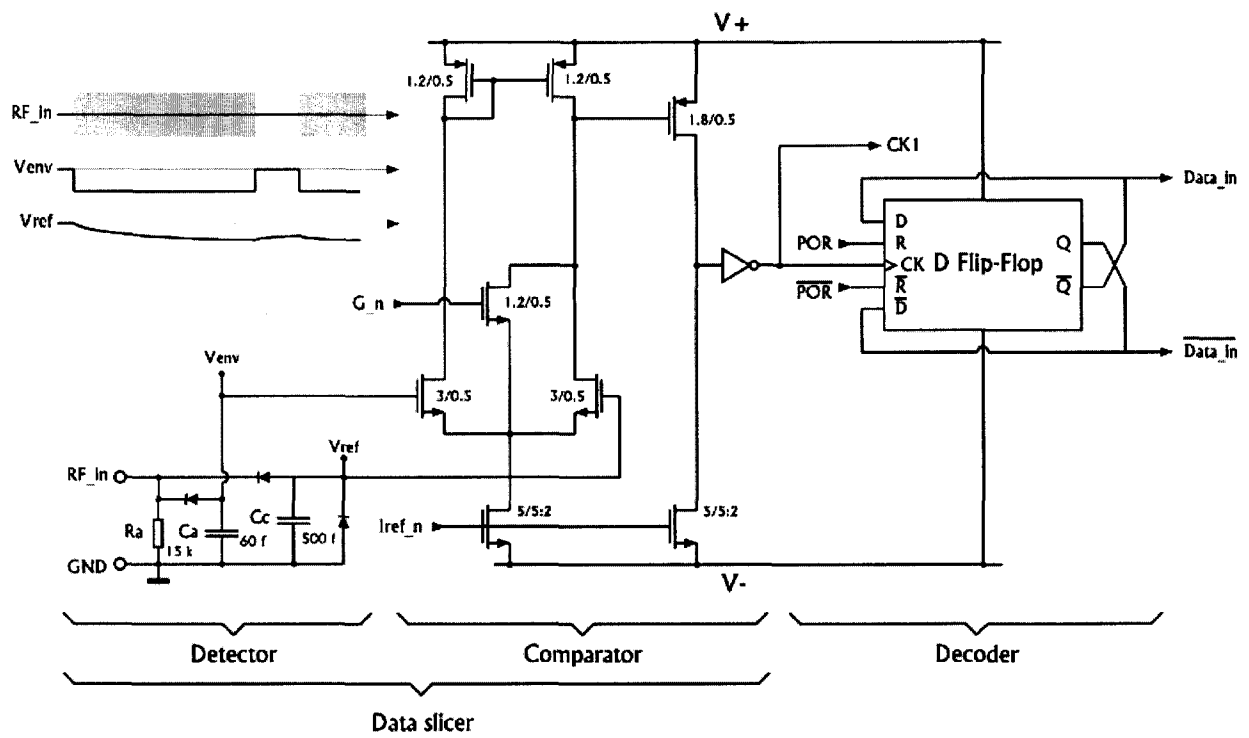 V+
1.2/0.5
1.2/0.5
RF_in
1.8/0.5
CK1
Venv
Data_in
Vref
D
POR
R
Q
CK
D Flip-Flop
G_n
1.2/0.5
POR
R
Q
D
Venv
Data_in
3/0.5
3/0.5
Vref
RF_in
5/5:2
5/5:2
Ra
Ca
Cc
Iref_n
15 k
60 f
500 f
GND
V-
Detector
Comparator
Decoder
Data slicer